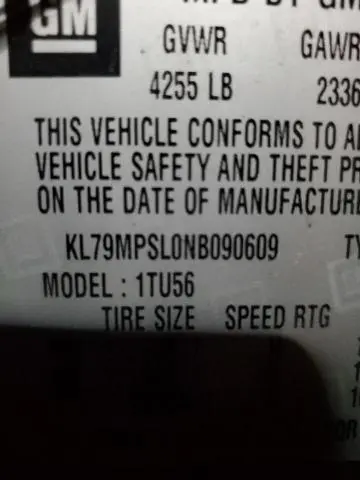 GM
GVWR GAWR
4255 LB 2336
THIS VEHICLE CONFORMS TO
VEHICLE SAFETY AND THEFT
ON THE DATE OF MANUFACTURE
KL79MPSL0NB090609
MODEL : 1TU56
TIRE SIZE SPEED RTG